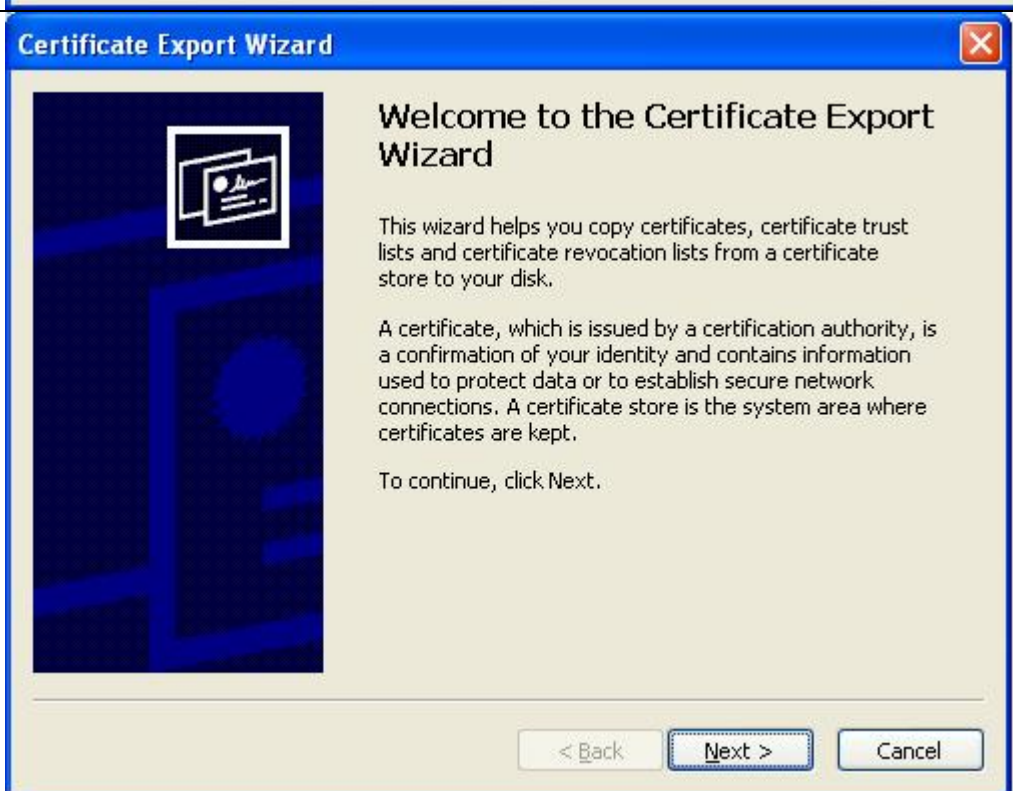 Certificate Export Wizard
Welcome to the Certificate Export
Wizard
This wizard helps you copy certificates, certificate trust
lists and certificate revocation lists from a certificate
store to your disk.
A certificate, which is issued by a certification authority, is
a confirmation of your identity and contains information
used to protect data or to establish secure network
connections. A certificate store is the system area where
certificates are kept.
To continue, click Next.
< Back Next > Cancel